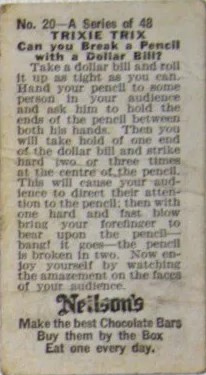 No. 20—A Series of 48
TRIXIE TRIX
Can you Break a Pencil
with a Dollar Bill?
Take a dollar bill and roll
it up as tight as you can.
Hand your pencil to some
person in your audience
and ask him to hold the
ends of the pencil between
both his hands. Then you
will take hold of one end
of the dollar bill and strike
hard two or three times
at the centre of the pencil.
This will cause your aud-
ience to direct their atten-
tion to the pencil; then with
one hard and fast blow
bring your forefinger to
bear upon the pencil—
bang! it goes—the pencil
is broken in two. Now en-
joy yourself by watching
the amazement on the faces
of your audience.
Neilson's
Make the best Chocolate Bars
Buy them by the Box
Eat one every day.